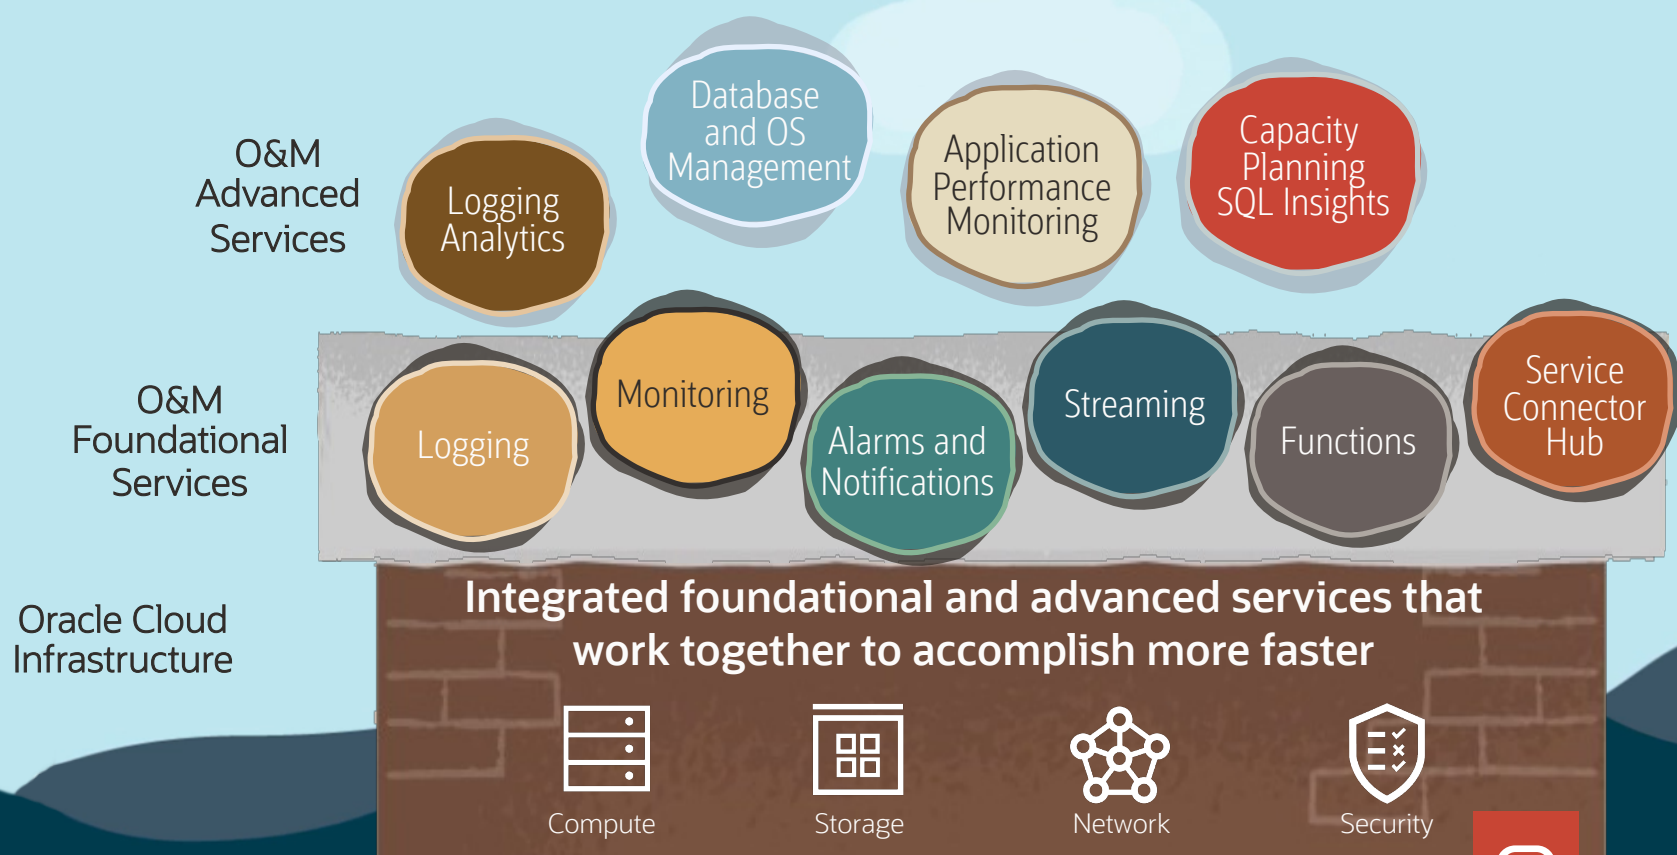 O&M
Advanced
Services
Logging
Analytics
Database
and OS
Management
Application
Performance
Monitoring
Capacity
Planning
SQL Insights
O&M
Foundational
Services
Logging
Monitoring
Alarms and
Notifications
Streaming
Functions
Service
Connector
Hub
Oracle Cloud
Infrastructure
Integrated foundational and advanced services that
work together to accomplish more faster
Compute
Storage
Network
Security